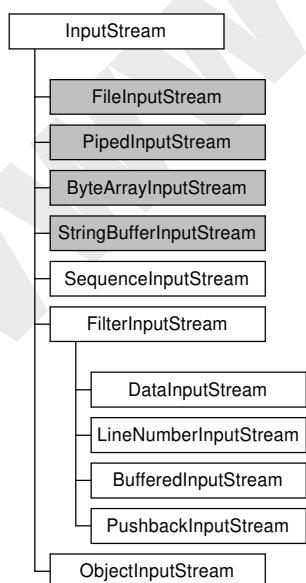 InputStream
FileInputStream
PipedInputStream
ByteArrayInputStream
StringBufferInputStream
SequenceInputStream
FilterInputStream
DataInputStream
LineNumberInputStream
BufferedInputStream
PushbackInputStream
ObjectInputStream